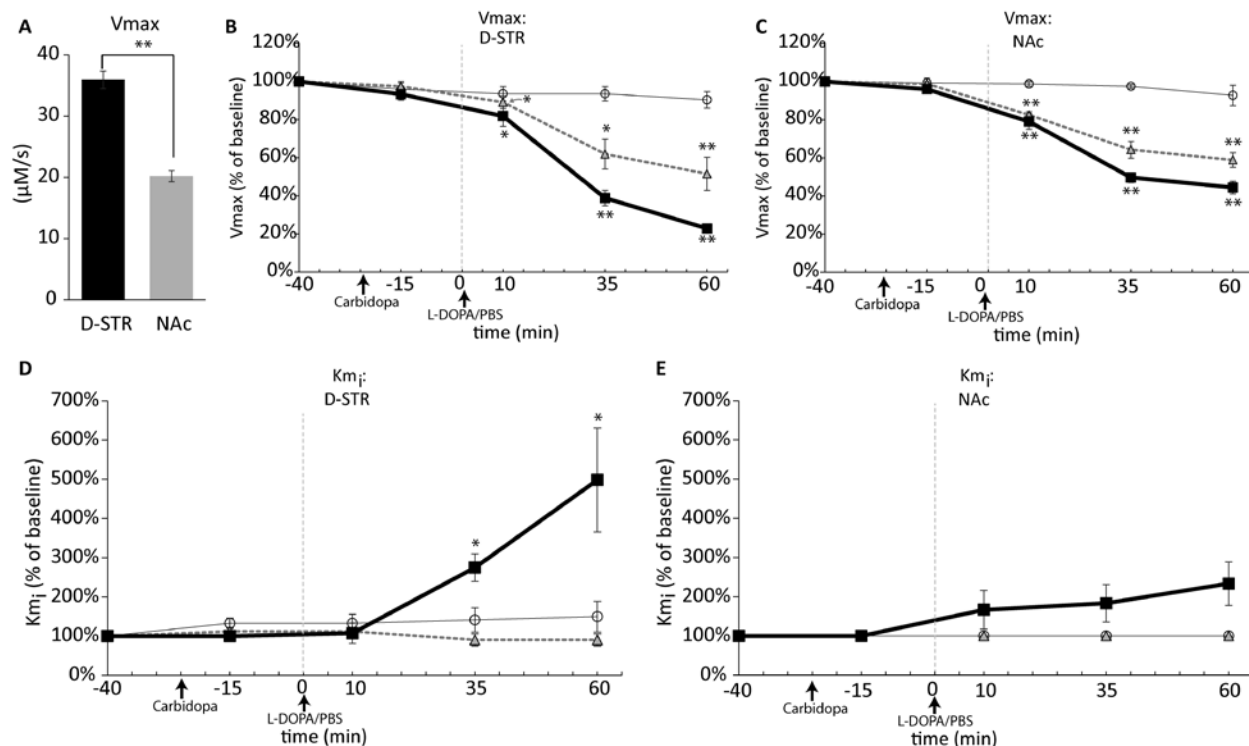 A
Vmax
**
40
30
20
10
0
(µM/s)
D-STR
NAc
B
Vmax:
D-STR
120%
100%
80%
60%
40%
20%
0%
Vmax (% of baseline)
*
*
*
**
**
**
-40
-15
0
10
35
60
Carbidopa
L-DOPA/PBS
time (min)
C
Vmax:
NAc
120%
100%
80%
60%
40%
20%
0%
Vmax (% of baseline)
**
**
**
**
**
**
-40
-15
0
10
35
60
Carbidopa
L-DOPA/PBS
time (min)
D
Km i:
D-STR
700%
600%
500%
400%
300%
200%
100%
0%
Km i (% of baseline)
*
*
-40
-15
0
10
35
60
Carbidopa
L-DOPA/PBS
time (min)
E
Km i:
NAc
700%
600%
500%
400%
300%
200%
100%
0%
Km i (% of baseline)
-40
-15
0
10
35
60
Carbidopa
L-DOPA/PBS
time (min)